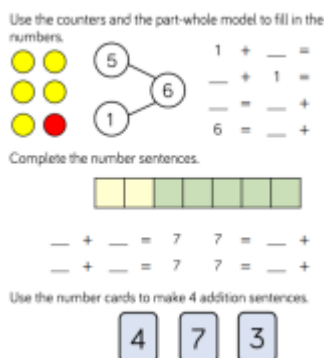 Use the counters and the part-whole model to fill in the
numbers.
5
6
1
1 + __ =
__ + 1 =
__ = __ +
6 = __ +
Complete the number sentences.
__ + __ = 7 7 = __ +
__ + __ = 7 7 = __ +
Use the number cards to make 4 addition sentences.
4 7 3